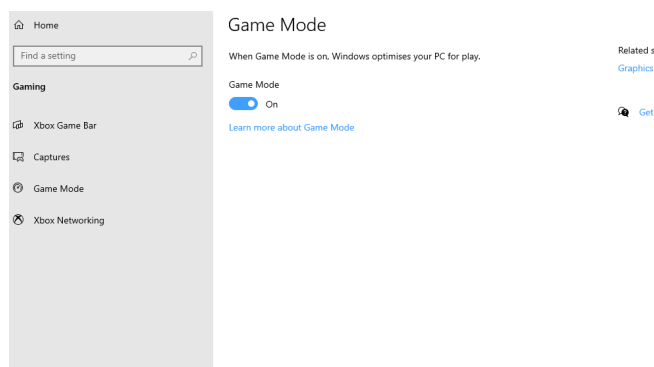 Home
Find a setting
Gaming
Xbox Game Bar
Captures
Game Mode
Xbox Networking
Game Mode
When Game Mode is on, Windows optimises your PC for play.
Game Mode
On
Learn more about Game Mode
Related s
Graphics
Get